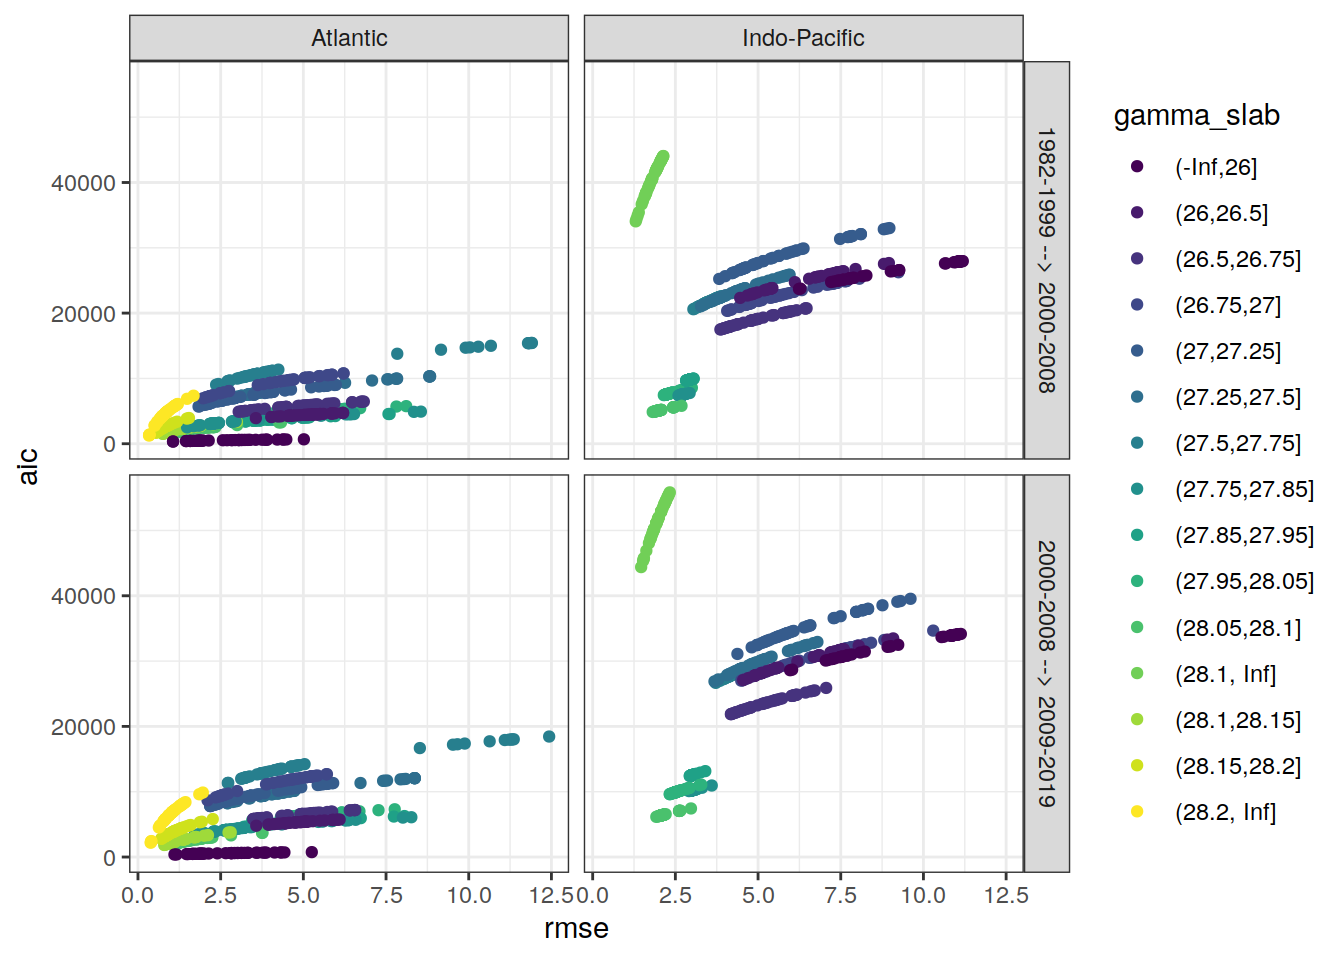 Atlantic
Indo-Pacific
40000
20000
0
1982-1999 --> 2000-2008
40000
20000
0
2000-2008 --> 2009-2019
0.0 2.5 5.0 7.5 10.0 12.5
0.0 2.5 5.0 7.5 10.0 12.5
rmse
aic
gamma_slab
(-Inf,26]
(26,26.5]
(26.5,26.75]
(26.75,27]
(27,27.25]
(27.25,27.5]
(27.5,27.75]
(27.75,27.85]
(27.85,27.95]
(27.95,28.05]
(28.05,28.1]
(28.1, Inf]
(28.1,28.15]
(28.15,28.2]
(28.2, Inf]